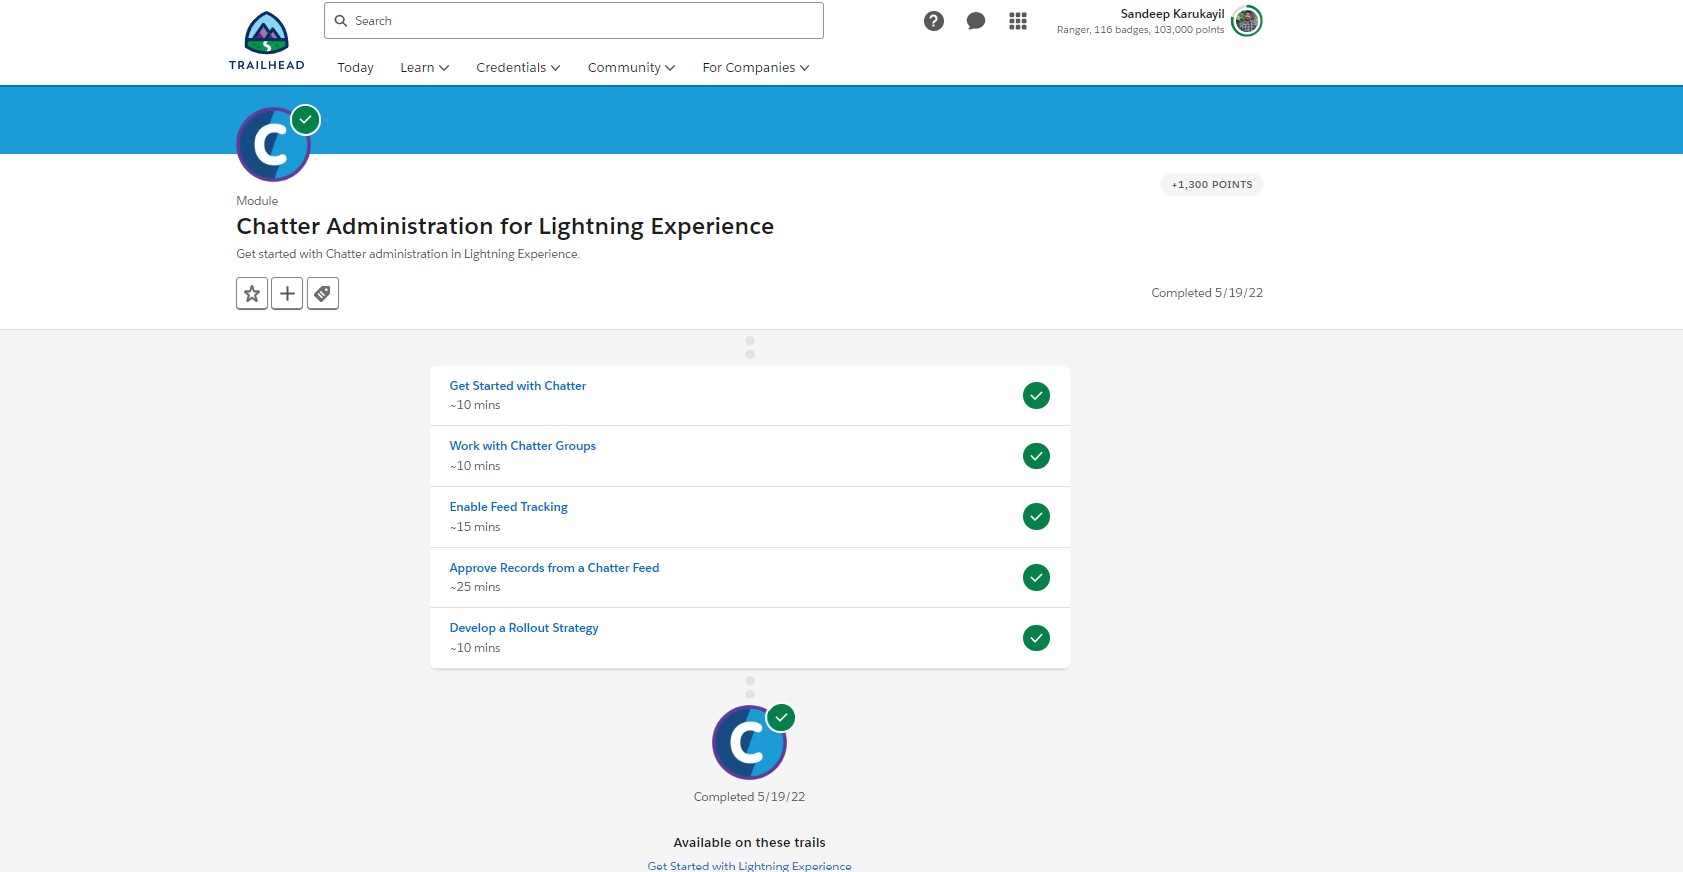 TRAILHEAD
Search
Sandeep Karukayil
Ranger, 116 badges, 103,000 points
Today
Learn
Credentials
Community
For Companies
C
+1,300 POINTS
Module
Chatter Administration for Lightning Experience
Get started with Chatter administration in Lightning Experience.
Completed 5/19/22
Get Started with Chatter
~10 mins
Work with Chatter Groups
~10 mins
Enable Feed Tracking
~15 mins
Approve Records from a Chatter Feed
~25 mins
Develop a Rollout Strategy
~10 mins
C
Completed 5/19/22
Available on these trails
Get Started with Lightning Experience